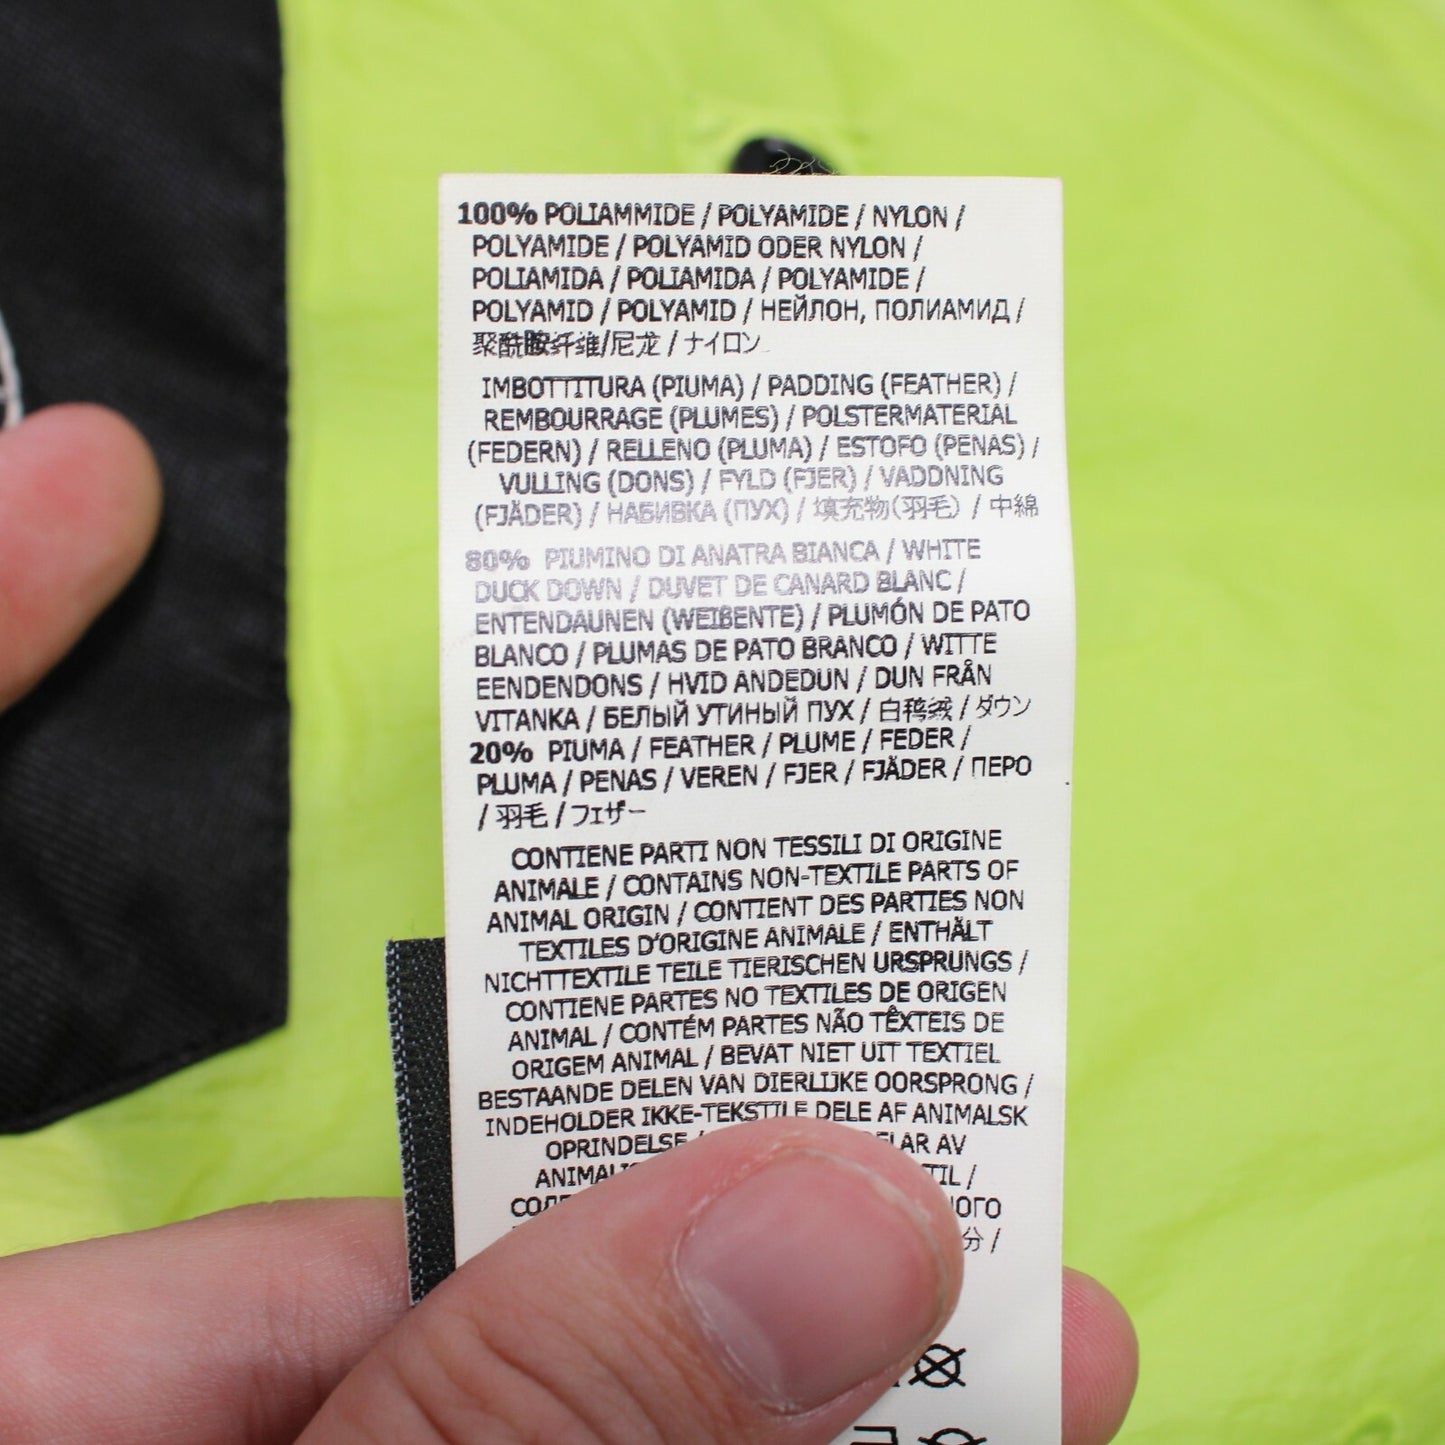 100% POLIAMMIDE / POLYAMIDE / NYLON /
POLYAMIDE / POLYAMID ODER NYLON /
POLIAMIDA / POLIAMIDA / POLYAMIDE /
POLYAMID / POLYAMID / НЕЙЛОН, ПОЛИАМИД /
聚酰胺纤维/尼龙 / ナイロン
IMBOTTITURA (PIUMA) / PADDING (FEATHER) /
REMBOURRAGE (PLUMES) / POLSTERMATERIAL
(FEDERN) / RELLENO (PLUMA) / ESTOFO (PENAS) /
VULLING (DONS) / FYLD (FJER) / VADDNING
(FJÄDER) / НАБИВКА (ПУХ) / 填充物(羽毛) / 中綿
80% PIUMINO DI ANATRA BIANCA / WHITE
DUCK DOWN / DUVET DE CANARD BLANC /
ENTENDAUNEN (WEIßENTE) / PLUMÓN DE PATO
BLANCO / PLUMAS DE PATO BRANCO / WITTE
EENDENDONS / HVID ANDEDUN / DUN FRÅN
VITANKA / БЕЛЫЙ УТИНЫЙ ПУХ / 白鸭绒 / ダウン
20% PIUMA / FEATHER / PLUME / FEDER /
PLUMA / PENAS / VEREN / FJER / FJÄDER / ПЕРО
/ 羽毛 / フェザー
CONTIENE PARTI NON TESSILI DI ORIGINE
ANIMALE / CONTAINS NON-TEXTILE PARTS OF
ANIMAL ORIGIN / CONTIENT DES PARTIES NON
TEXTILES D'ORIGINE ANIMALE / ENTHÄLT
NICHTTEXTILE TEILE TIERISCHEN URSPRUNGS /
CONTIENE PARTES NO TEXTILES DE ORIGEN
ANIMAL / CONTÉM PARTES NÃO TÊXTEIS DE
ORIGEM ANIMAL / BEVAT NIET UIT TEXTIEL
BESTAANDE DELEN VAN DIERLIJKE OORSPRONG /
INDEHOLDER IKKE-TEKSTILE DELE AF ANIMALSK
OPRINDELSE / AV
/
分 /